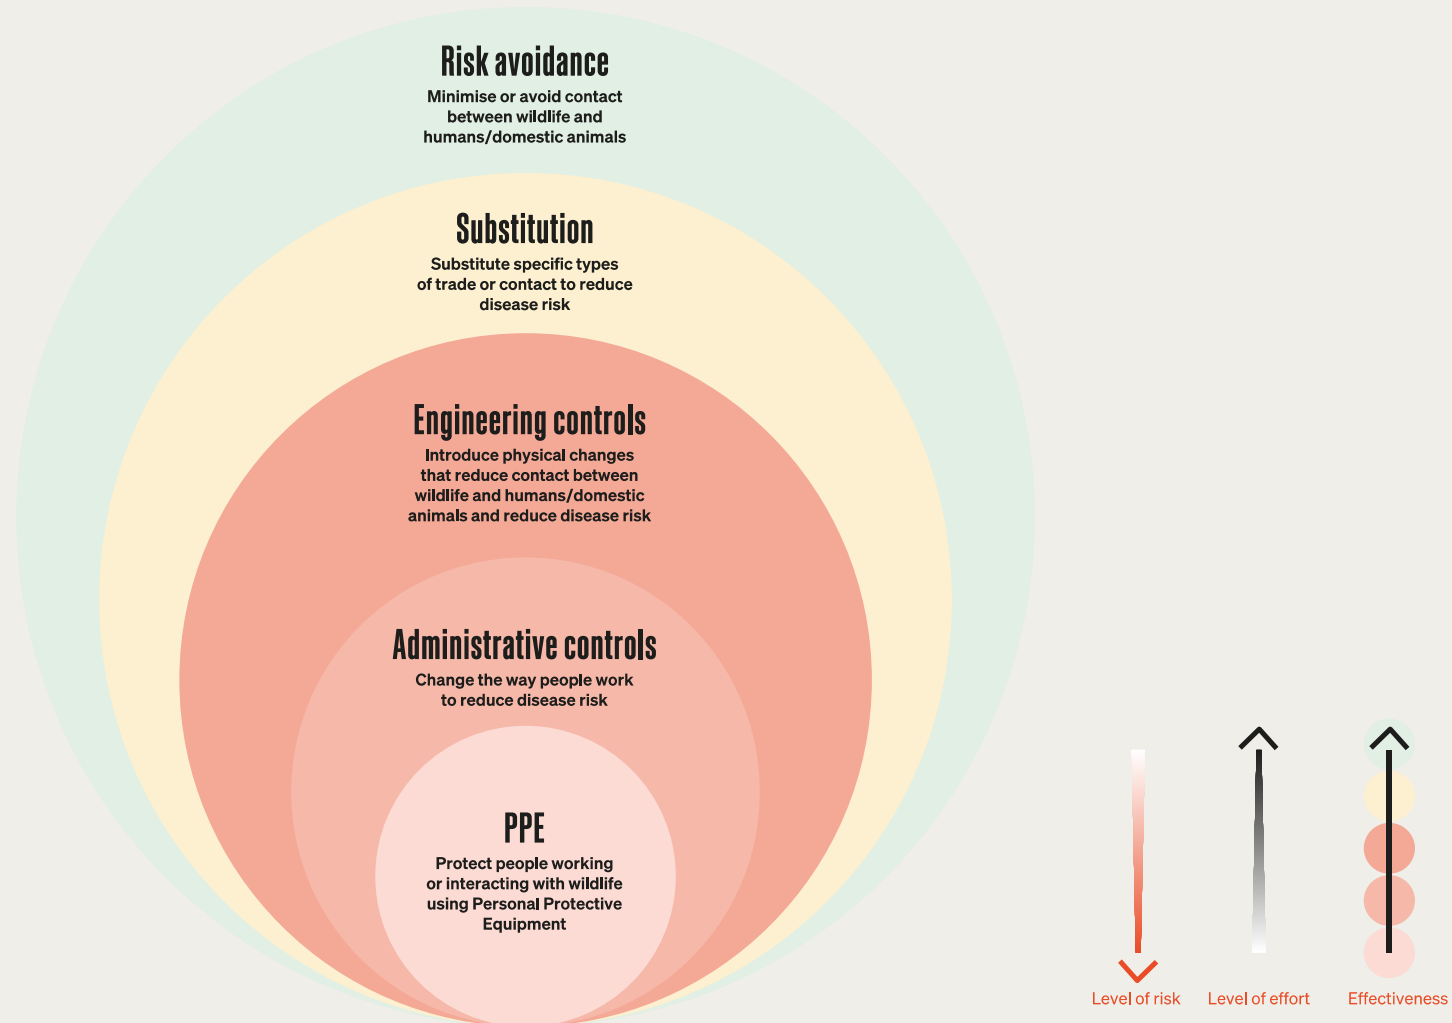 Risk avoidance
Minimise or avoid contact
between wildlife and
humans/domestic animals
Substitution
Substitute specific types
of trade or contact to reduce
disease risk
Engineering controls
Introduce physical changes
that reduce contact between
wildlife and humans/domestic
animals and reduce disease risk
Administrative controls
Change the way people work
to reduce disease risk
PPE
Protect people working
or interacting with wildlife
using Personal Protective
Equipment
Level of risk
Level of effort
Effectiveness